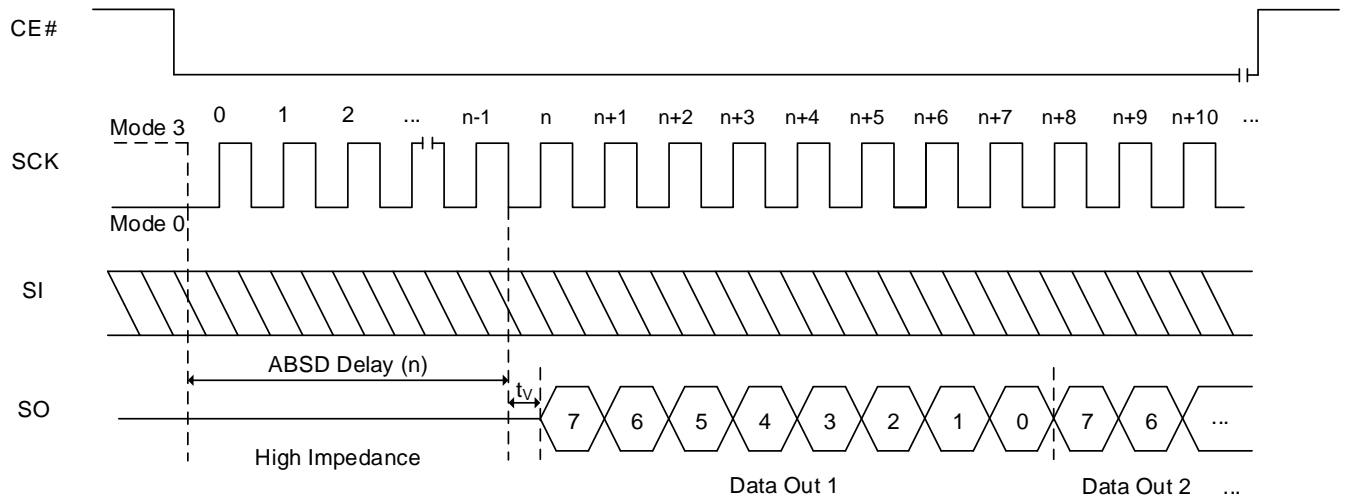 CE#
0 1 2 ... n-1 n n+1 n+2 n+3 n+4 n+5 n+6 n+7 n+8 n+9 n+10 ...
Mode 3
SCK
Mode 0
SI
ABSD Delay (n)
tV
SO
7 6 5 4 3 2 1 0 7 6 ...
High Impedance
Data Out 1 Data Out 2 ...